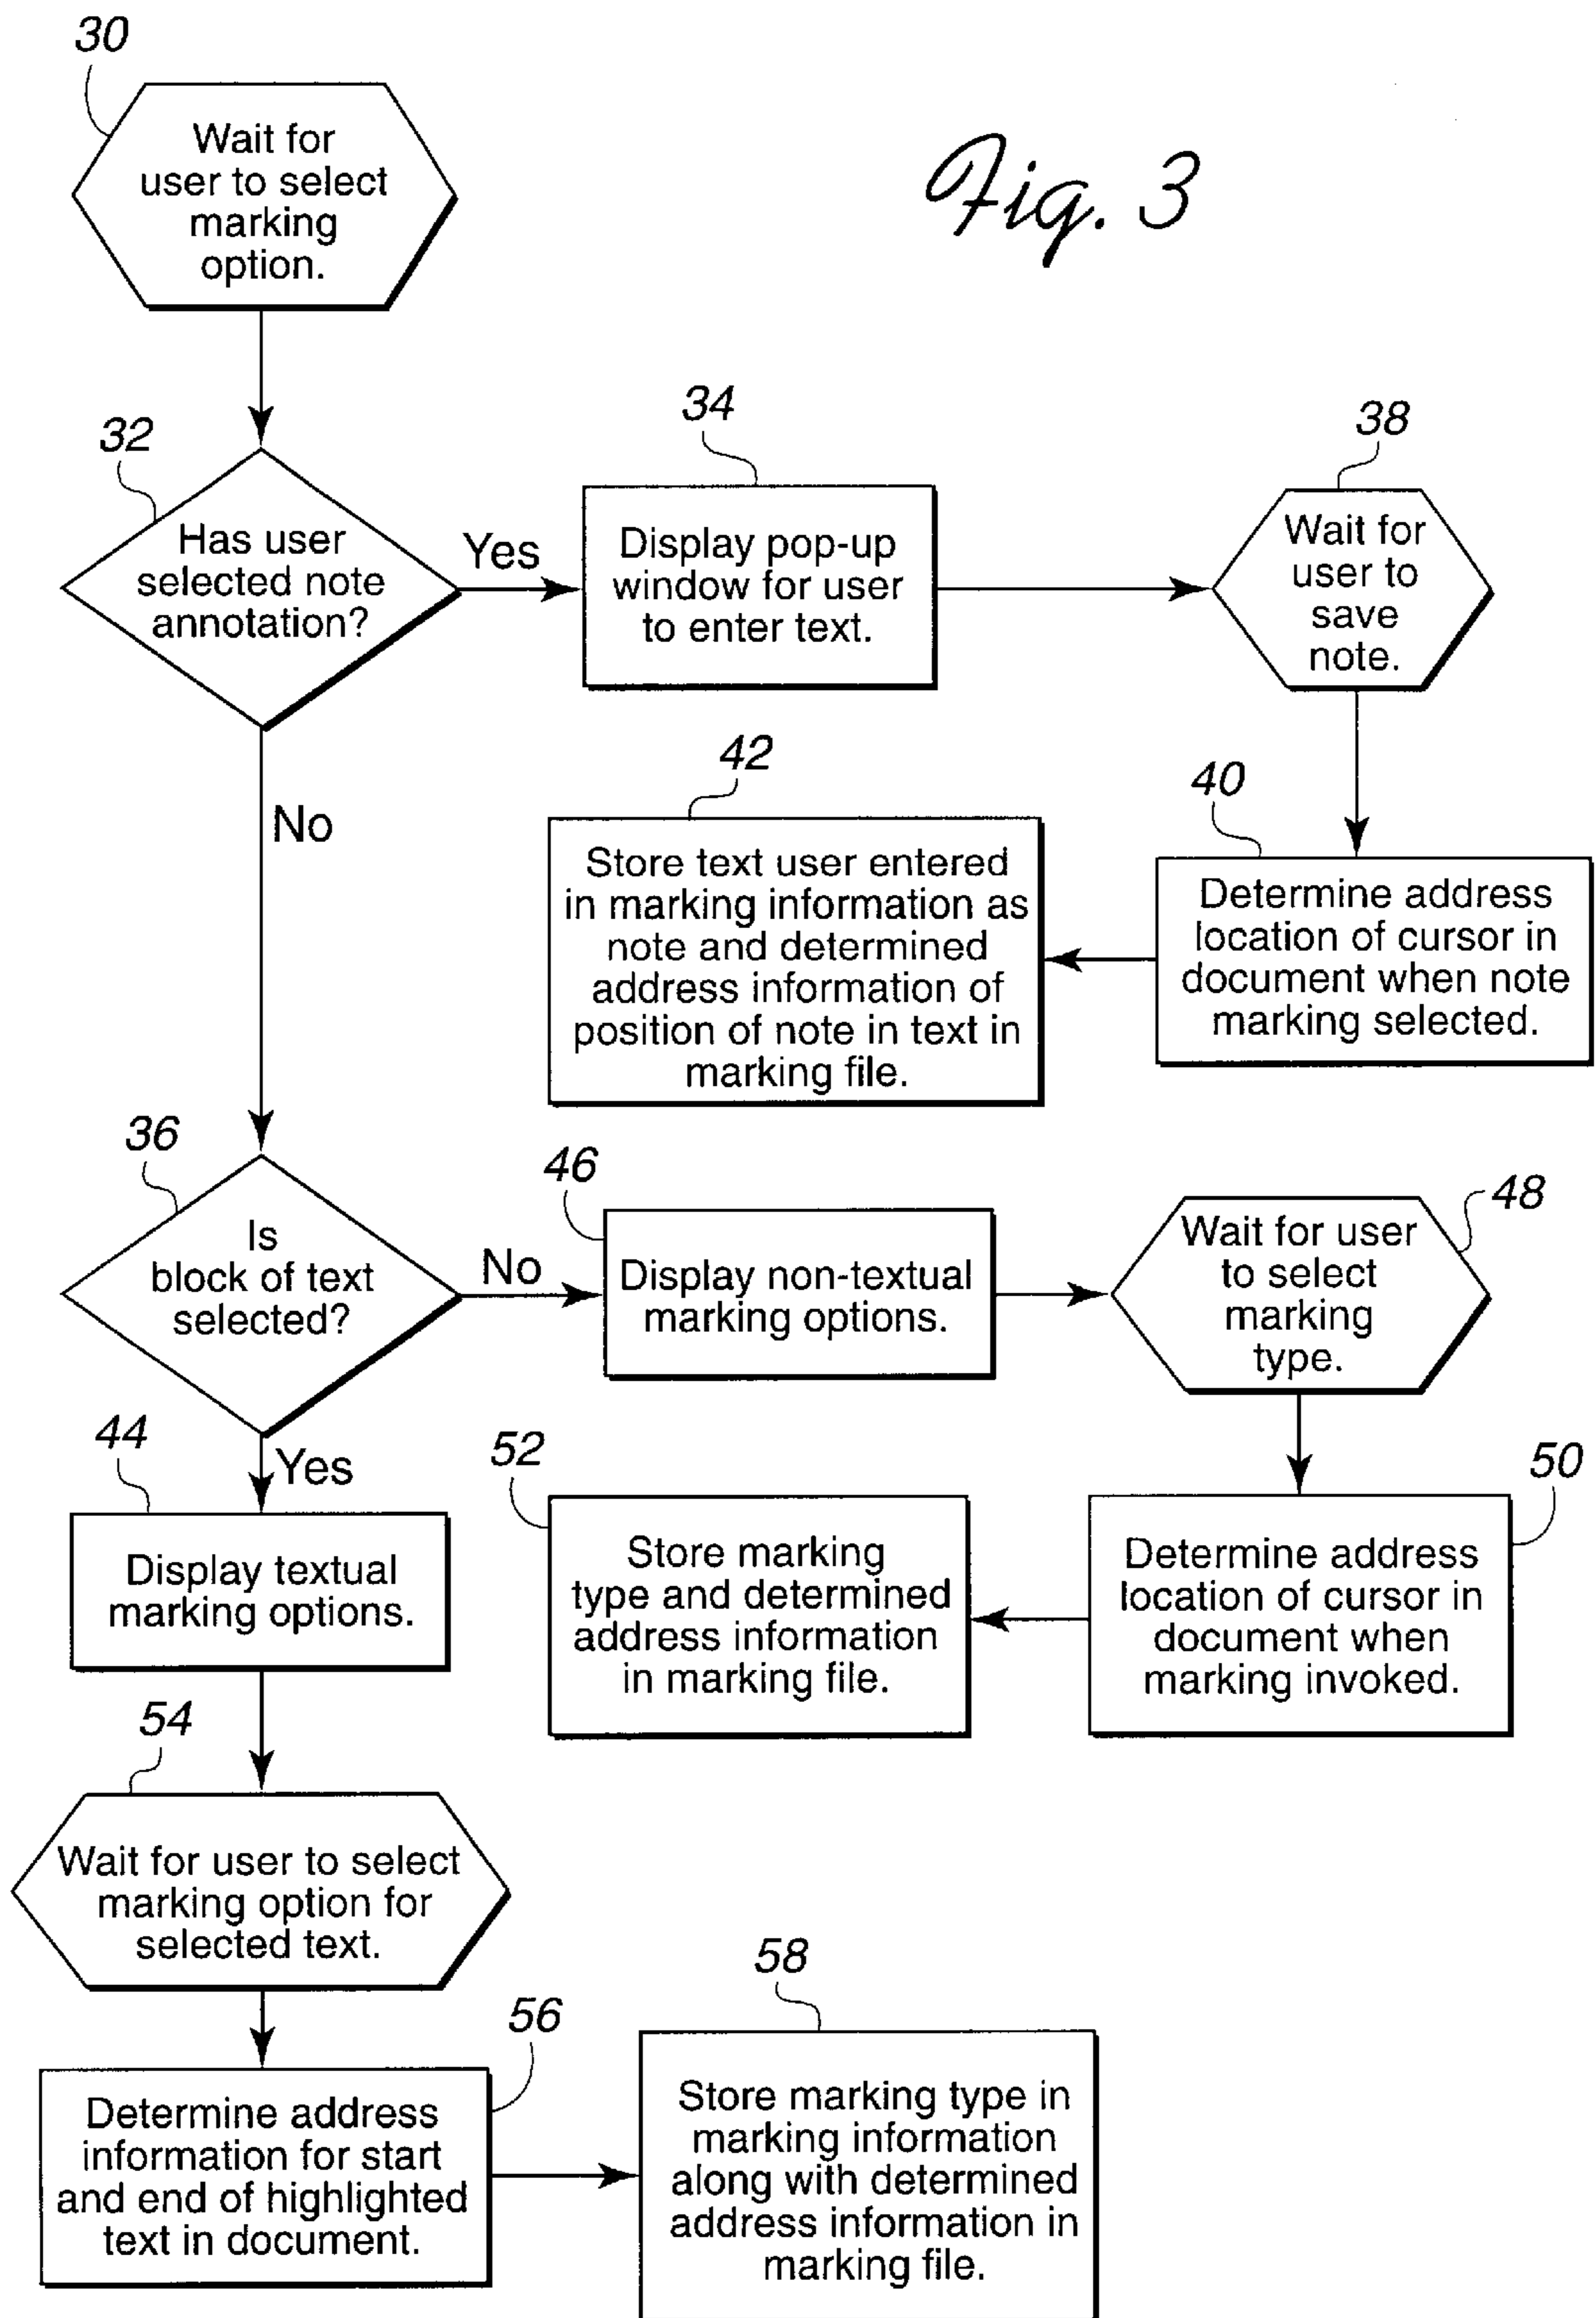 30
Wait for
user to select
marking
option.
Fig. 3
32
Has user
selected note
annotation?
Yes
34
Display pop-up
window for user
to enter text.
38
Wait for
user to
save
note.
No
42
Store text user entered
in marking information as
note and determined
address information of
position of note in text in
marking file.
40
Determine address
location of cursor in
document when note
marking selected.
36
Is
block of text
selected?
No
46
Display non-textual
marking options.
48
Wait for user
to select
marking
type.
44
Yes
Display textual
marking options.
52
Store marking
type and determined
address information
in marking file.
50
Determine address
location of cursor in
document when
marking invoked.
54
Wait for user to select
marking option for
selected text.
56
Determine address
information for start
and end of highlighted
text in document.
58
Store marking type in
marking information
along with determined
address information in
marking file.